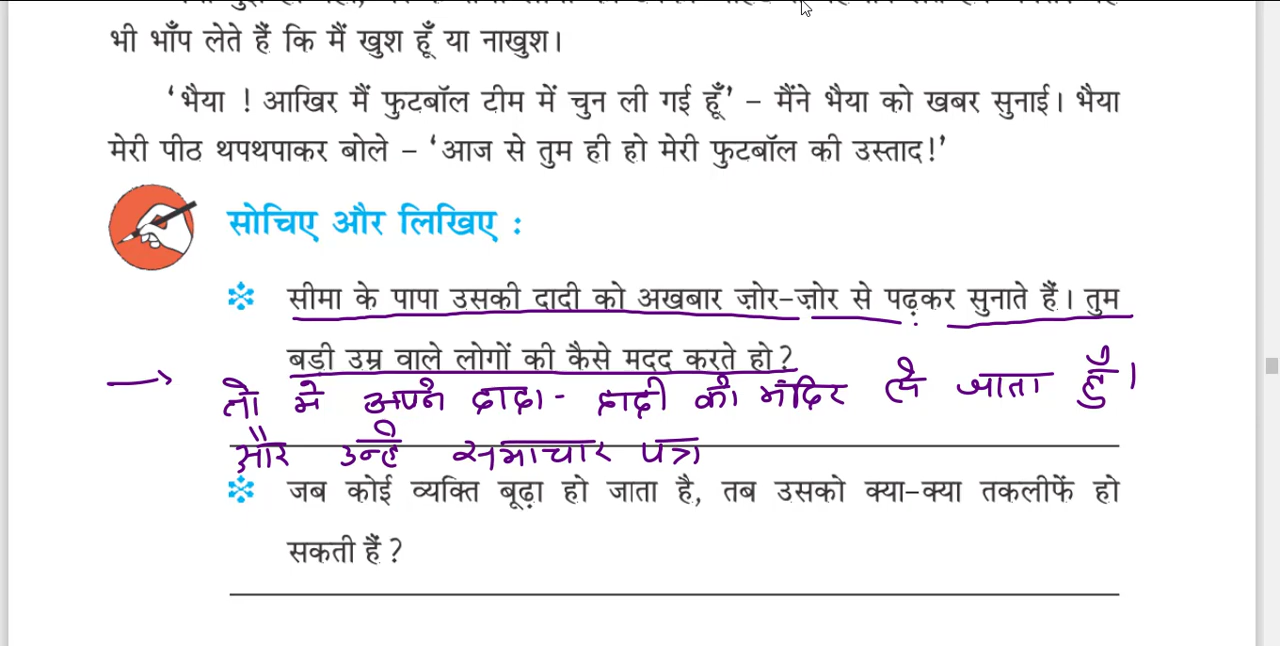 भी भाँप लेते हैं कि मैं खुश हूँ या नाखुश।
‘भैया ! आखिर मैं फुटबॉल टीम में चुन ली गई हूँ’ – मैंने भैया को खबर सुनाई। भैया
मेरी पीठ थपथपाकर बोले – ‘आज से तुम ही हो मेरी फुटबॉल की उस्ताद!’
सोचिए और लिखिए :
सीमा के पापा उसकी दादी को अखबार ज़ोर-ज़ोर से पढ़कर सुनाते हैं। तुम
बड़ी उम्र वाले लोगों की कैसे मदद करते हो?
→ तो मे अपने दादा- दादी को मंदिर ले जाता हूँ।
और उन्हे समाचार पत्र
जब कोई व्यक्ति बूढ़ा हो जाता है, तब उसको क्या-क्या तकलीफें हो
सकती हैं ?